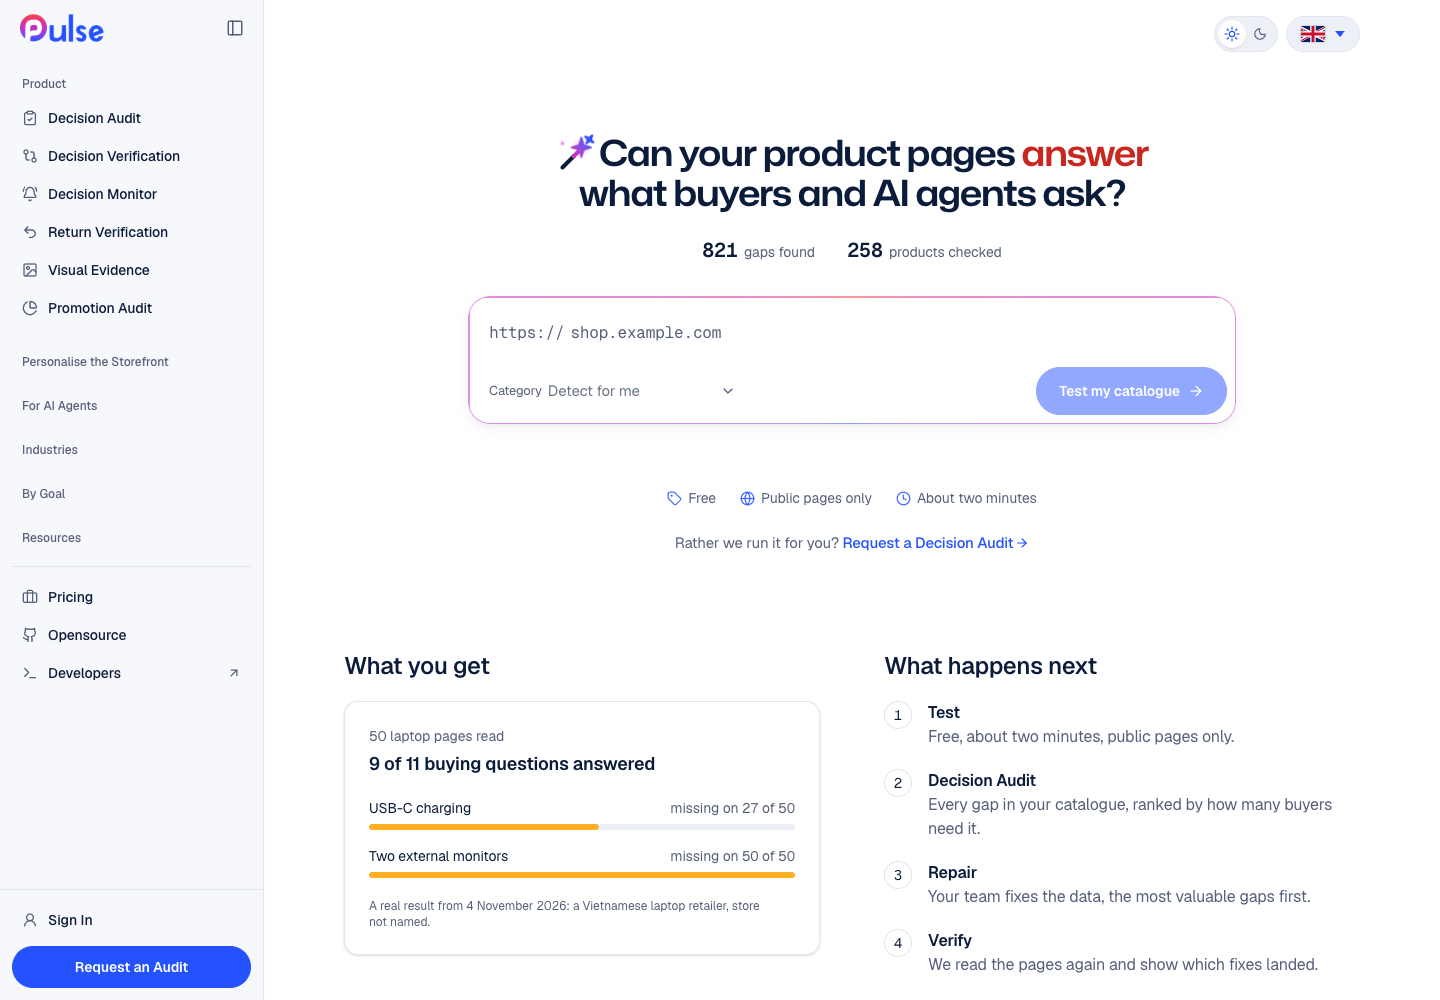 Pulse
Product
Decision Audit
Decision Verification
Decision Monitor
Return Verification
Visual Evidence
Promotion Audit
Personalise the Storefront
For AI Agents
Industries
By Goal
Resources
Pricing
Opensource
Developers
Sign In
Request an Audit
Can your product pages answer
what buyers and AI agents ask?
821 gaps found 258 products checked
https:// shop.example.com
Category Detect for me
Test my catalogue
Free Public pages only About two minutes
Rather we run it for you? Request a Decision Audit
What you get
50 laptop pages read
9 of 11 buying questions answered
USB-C charging missing on 27 of 50
Two external monitors missing on 50 of 50
A real result from 4 November 2026: a Vietnamese laptop retailer, store
not named.
What happens next
1 Test
Free, about two minutes, public pages only.
2 Decision Audit
Every gap in your catalogue, ranked by how many buyers
need it.
3 Repair
Your team fixes the data, the most valuable gaps first.
4 Verify
We read the pages again and show which fixes landed.